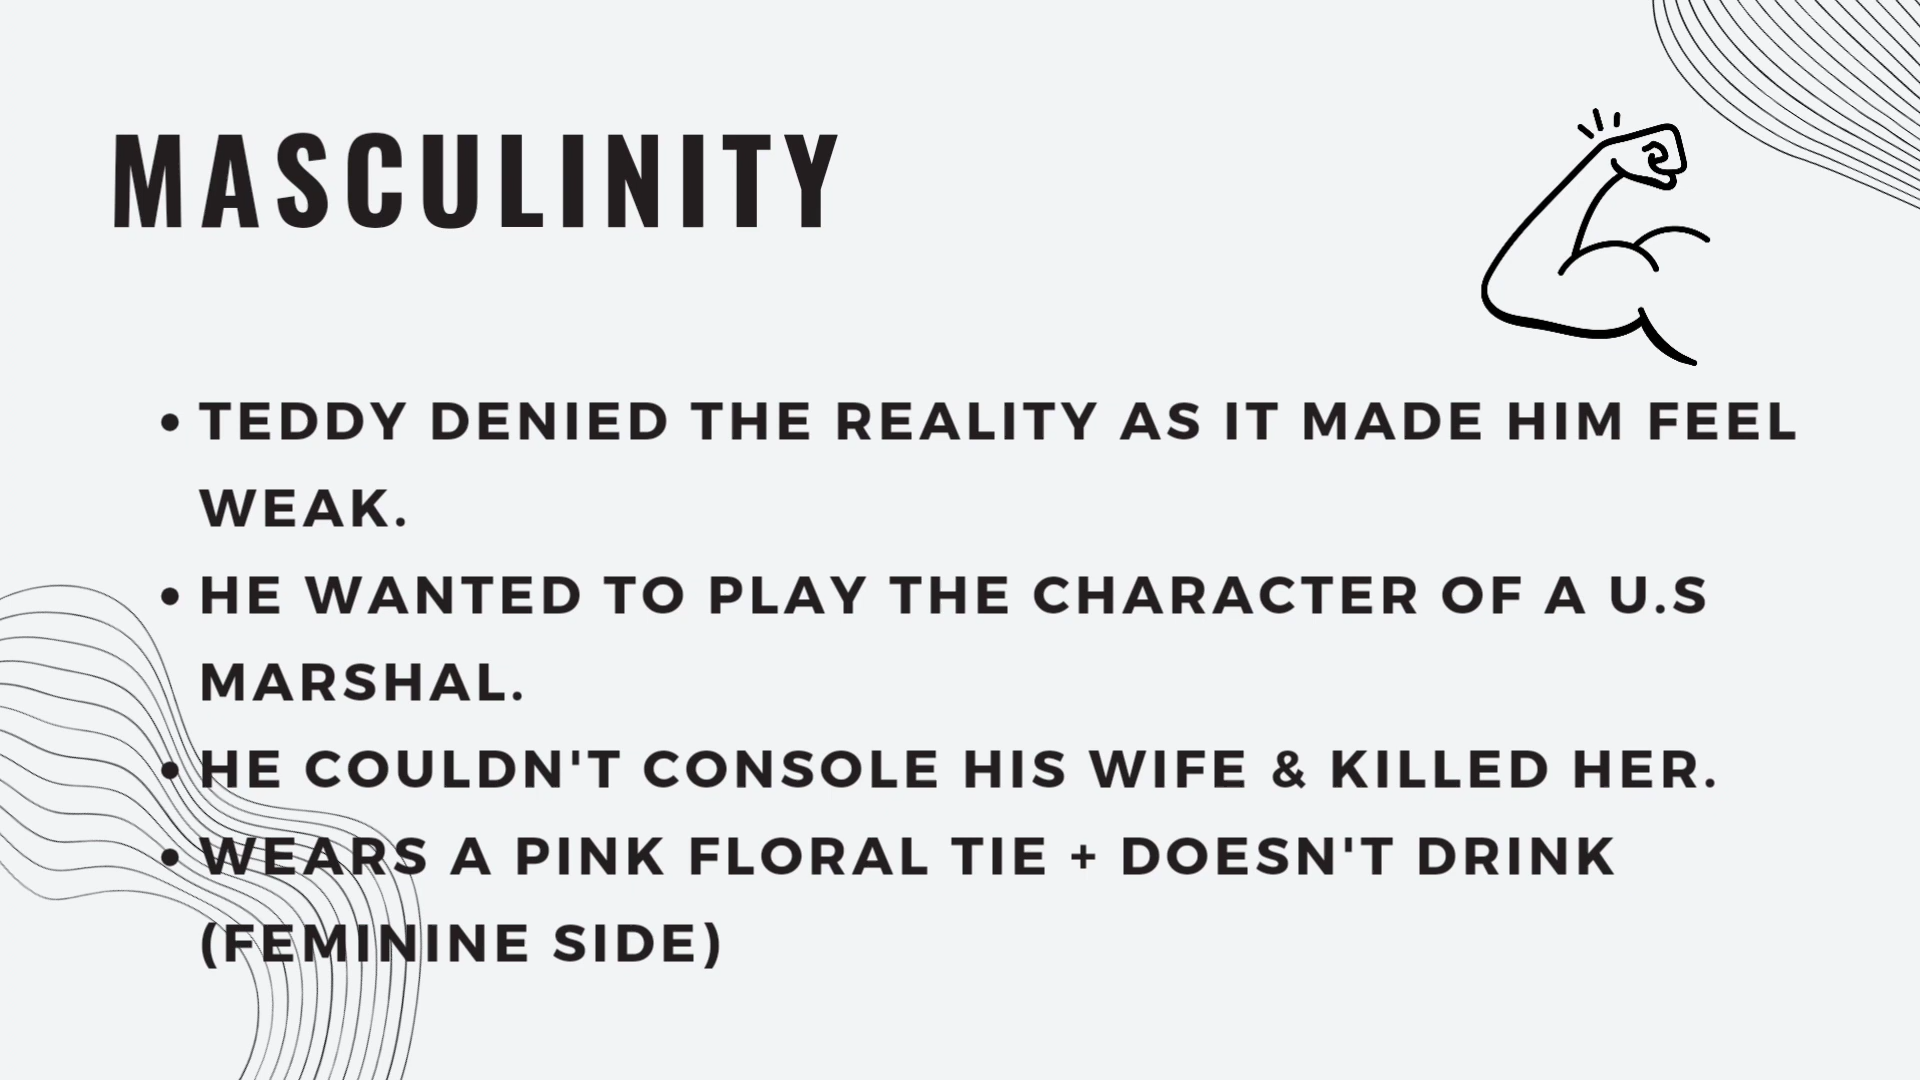 MASCULINITY
• TEDDY DENIED THE REALITY AS IT MADE HIM FEEL
WEAK.
• HE WANTED TO PLAY THE CHARACTER OF A U.S
MARSHAL.
• HE COULDN'T CONSOLE HIS WIFE & KILLED HER.
• WEARS A PINK FLORAL TIE + DOESN'T DRINK
(FEMININE SIDE)